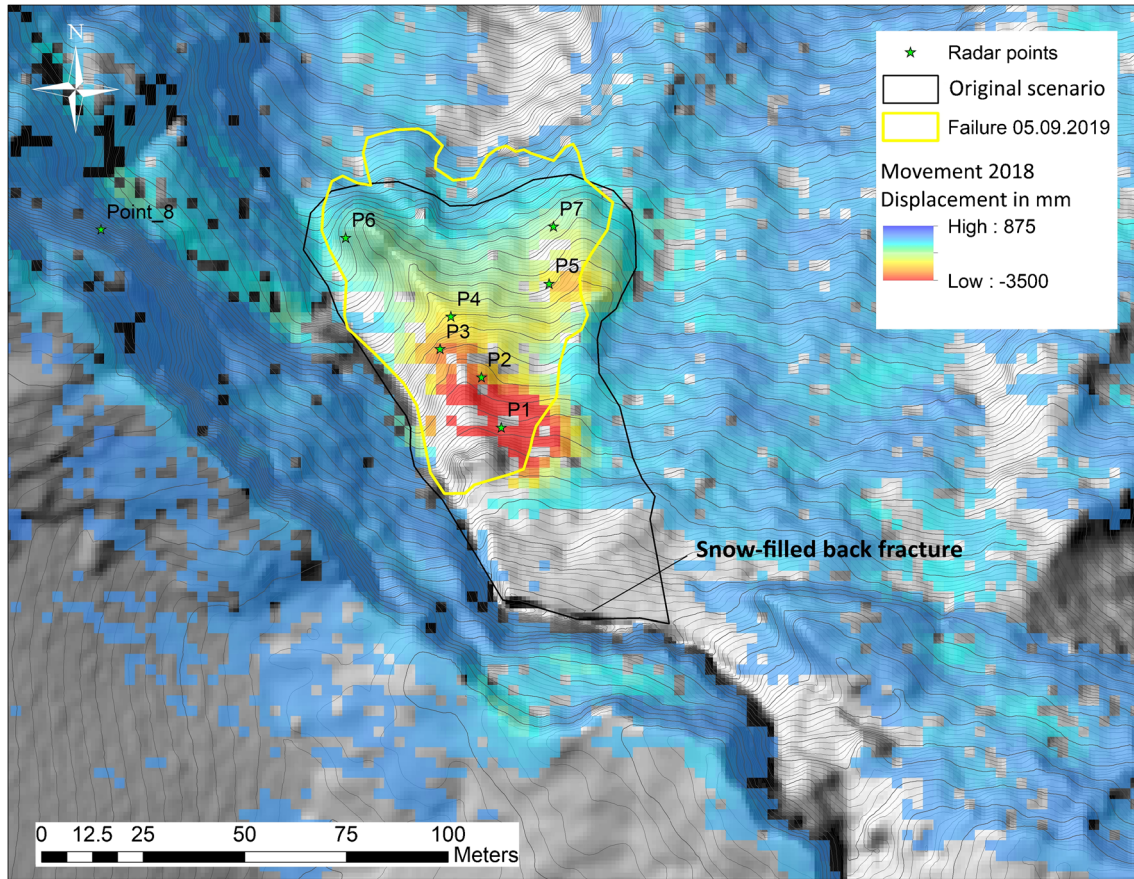 N
Radar points
Original scenario
Failure 05.09.2019
Movement 2018
Displacement in mm
High : 875
Low : -3500
Point_8
P6
P7
P5
P4
P3
P2
P1
Snow-filled back fracture
0 12.5 25 50 75 100
Meters